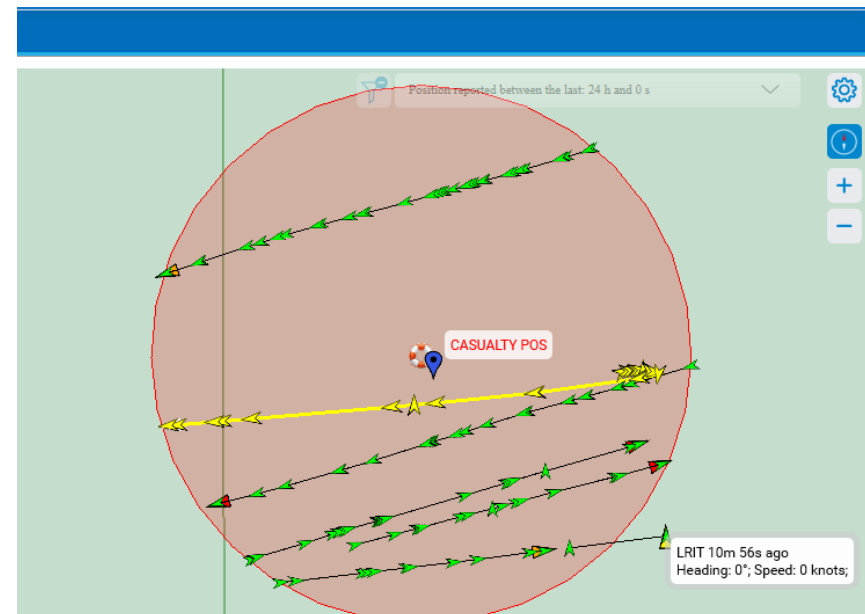 Position reported between the last: 24 h and 0 s
CASUALTY POS
LRIT 10m 56s ago
Heading: 0°; Speed: 0 knots;